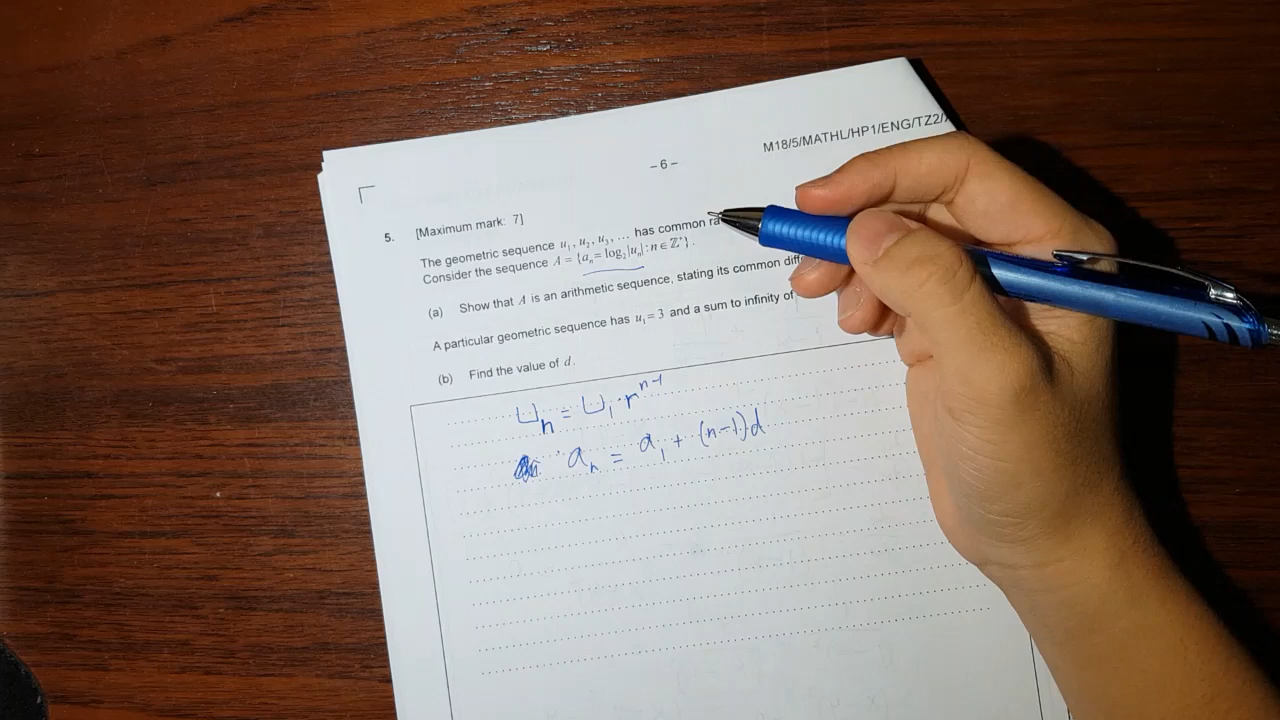 M18/5/MATHL/HP1/ENG/TZ2/
– 6 –
5. [Maximum mark: 7]
The geometric sequence u₁, u₂, u₃, … has common
Consider the sequence A = {aₙ = log₂|uₙ| : n ∈ ℤ⁺}.
(a) Show that A is an arithmetic sequence, stating its common
A particular geometric sequence has u₁ = 3 and a sum to infinity of
(b) Find the value of d.
Uₙ = U₁ · rⁿ⁻¹
aₙ = a₁ + (n-1)d